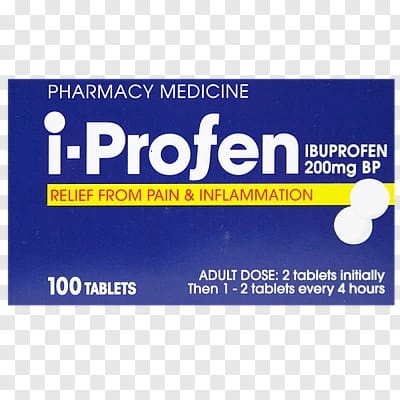 PHARMACY MEDICINE
i-Profen
IBUPROFEN
200mg BP
RELIEF FROM PAIN & INFLAMMATION
100 TABLETS
ADULT DOSE: 2 tablets initially
Then 1 - 2 tablets every 4 hours